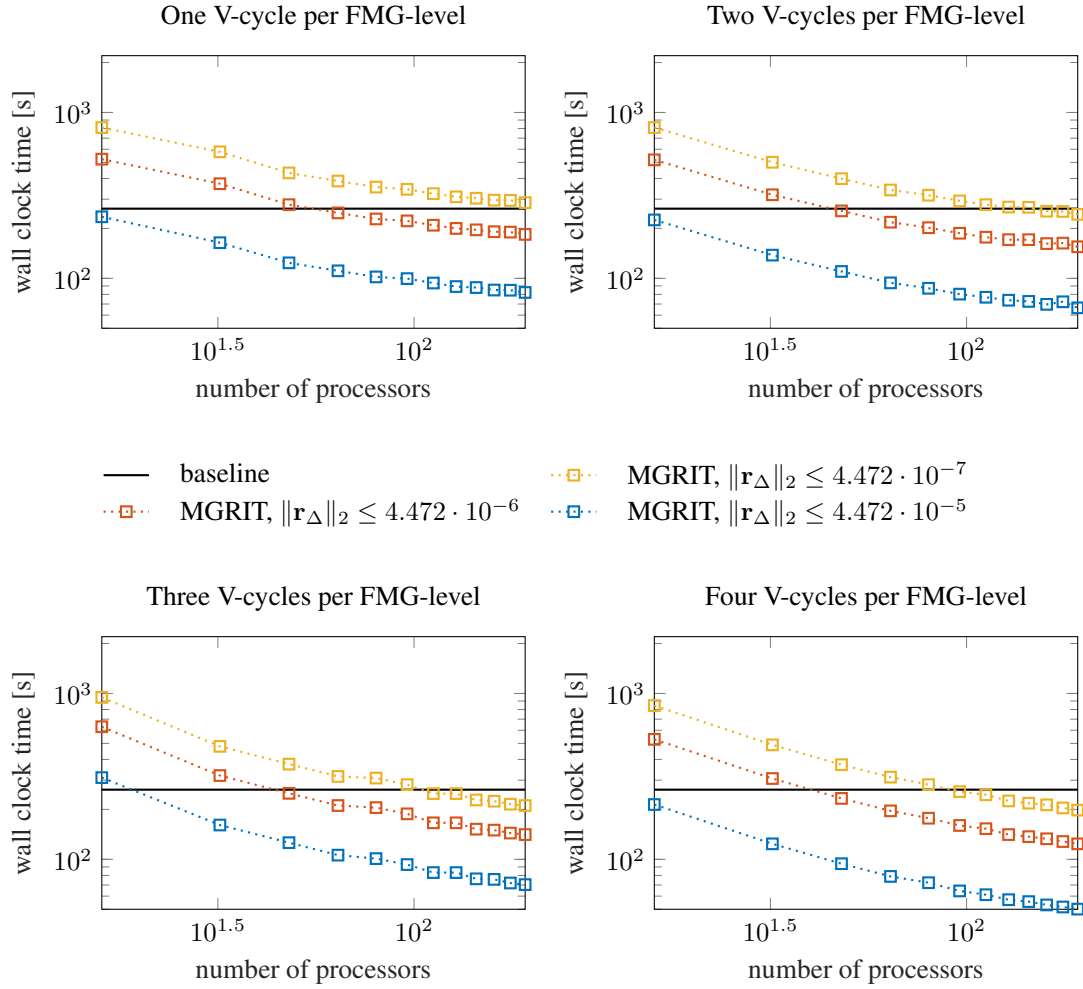 One V-cycle per FMG-level
Two V-cycles per FMG-level
wall clock time [s]
10^3
10^2
10^1.5
10^2
number of processors
wall clock time [s]
10^3
10^2
10^1.5
10^2
number of processors
baseline
MGRIT, ‖r_Δ‖_2 ≤ 4.472 · 10^−7
MGRIT, ‖r_Δ‖_2 ≤ 4.472 · 10^−6
MGRIT, ‖r_Δ‖_2 ≤ 4.472 · 10^−5
Three V-cycles per FMG-level
Four V-cycles per FMG-level
wall clock time [s]
10^3
10^2
10^1.5
10^2
number of processors
wall clock time [s]
10^3
10^2
10^1.5
10^2
number of processors